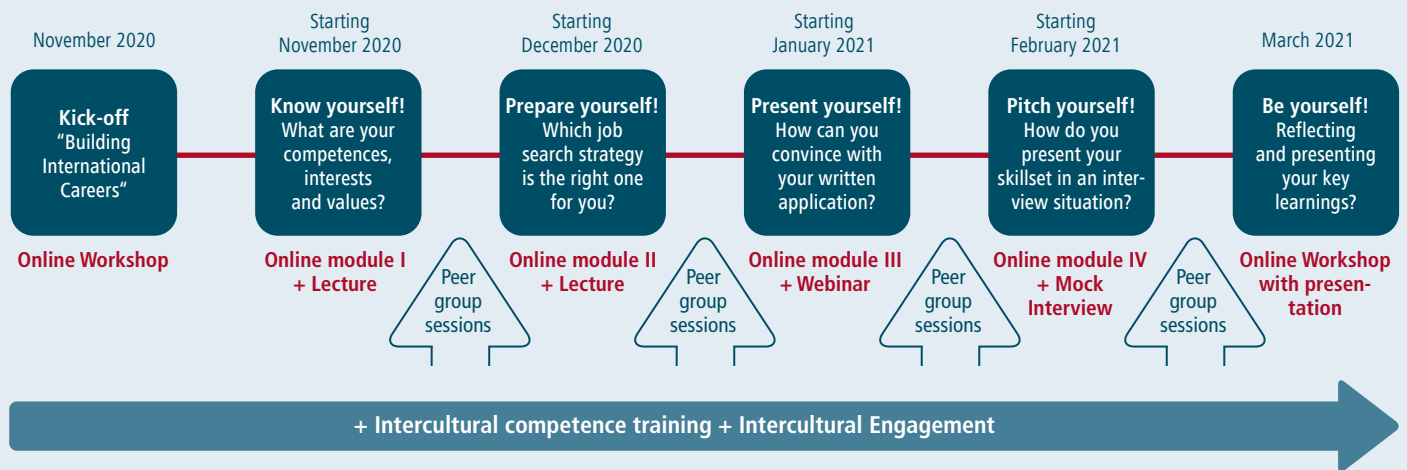 November 2020
Starting
November 2020
Starting
December 2020
Starting
January 2021
Starting
February 2021
March 2021
Kick-off
"Building
International
Careers“
Know yourself!
What are your
competences,
interests
and values?
Prepare yourself!
Which job
search strategy
is the right one
for you?
Present yourself!
How can you
convince with
your written
application?
Pitch yourself!
How do you
present your
skillset in an inter-
view situation?
Be yourself!
Reflecting
and presenting
your key
learnings?
Online Workshop
Online module I
+ Lecture
Online module II
+ Lecture
Online module III
+ Webinar
Online module IV
+ Mock
Interview
Online Workshop
with presen-
tation
Peer
group
sessions
Peer
group
sessions
Peer
group
sessions
Peer
group
sessions
+ Intercultural competence training + Intercultural Engagement